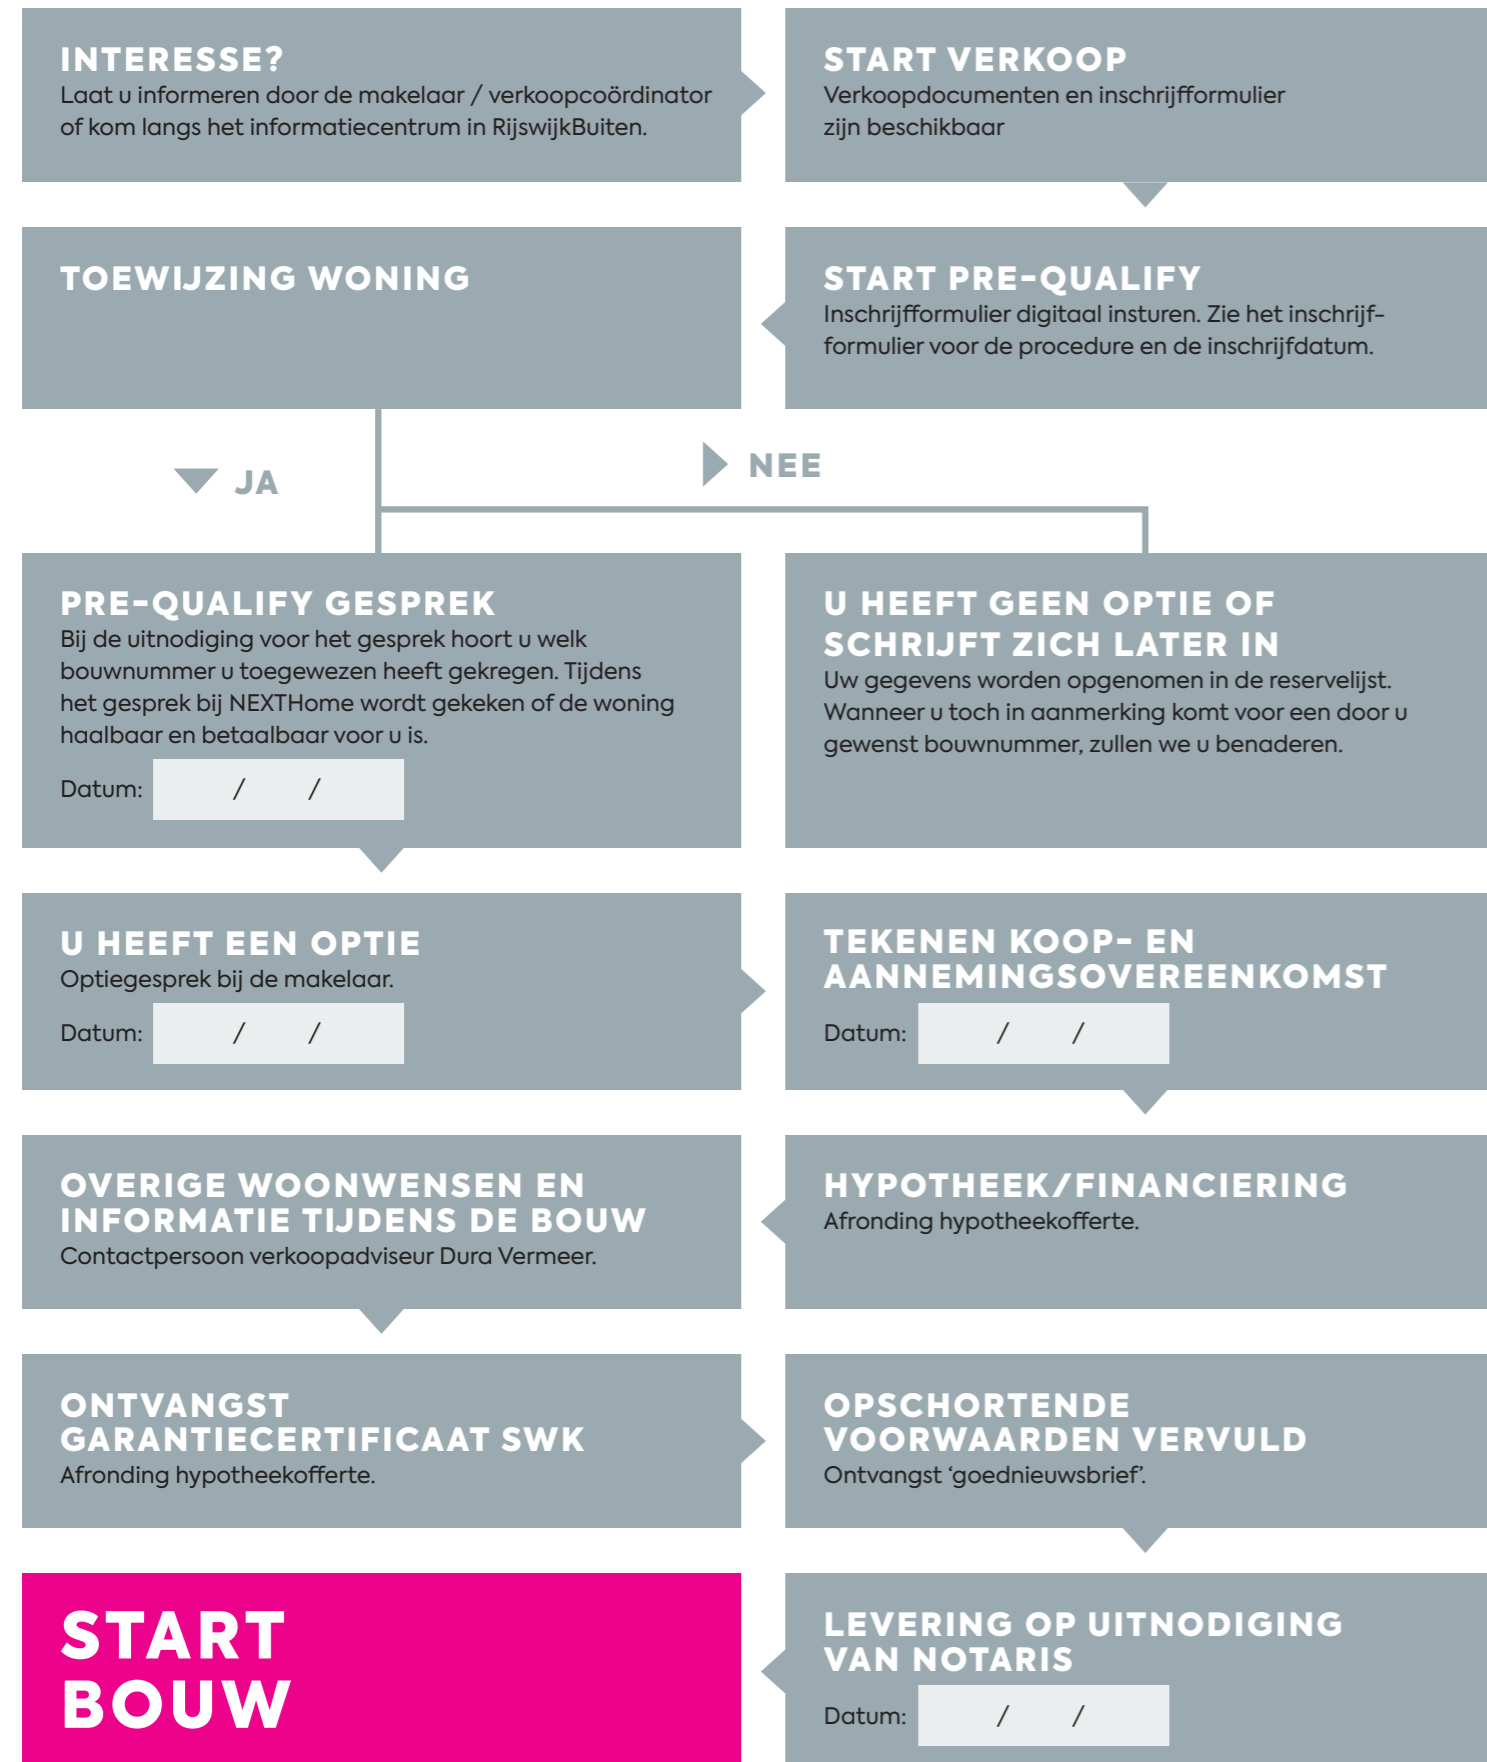 INTERESSE?
Laat u informeren door de makelaar / verkoopcoördinator
of kom langs het informatiecentrum in RijswijkBuiten.
START VERKOOP
Verkoopdocumenten en inschrijfformulier
zijn beschikbaar
START PRE-QUALIFY
Inschrijfformulier digitaal insturen. Zie het inschrijf-
formulier voor de procedure en de inschrijfdatum.
TOEWIJZING WONING
JA
NEE
PRE-QUALIFY GESPREK
Bij de uitnodiging voor het gesprek hoort u welk
bouwnummer u toegewezen heeft gekregen. Tijdens
het gesprek bij NEXTHome wordt gekeken of de woning
haalbaar en betaalbaar voor u is.
Datum: / /
U HEEFT GEEN OPTIE OF
SCHRIJFT ZICH LATER IN
Uw gegevens worden opgenomen in de reservelijst.
Wanneer u toch in aanmerking komt voor een door u
gewenst bouwnummer, zullen we u benaderen.
U HEEFT EEN OPTIE
Optiegesprek bij de makelaar.
Datum: / /
TEKENEN KOOP- EN
AANNEMINGSOVEREENKOMST
Datum: / /
HYPOTHEEK/FINANCIERING
Afronding hypotheekofferte.
OVERIGE WOONWENSEN EN
INFORMATIE TIJDENS DE BOUW
Contactpersoon verkoopadviseur Dura Vermeer.
ONTVANGST
GARANTIECERTIFICAAT SWK
Afronding hypotheekofferte.
OPSCHORTENDE
VOORWAARDEN VERVULD
Ontvangst ‘goednieuwsbrief’.
LEVERING OP UITNODIGING
VAN NOTARIS
Datum: / /
START
BOUW